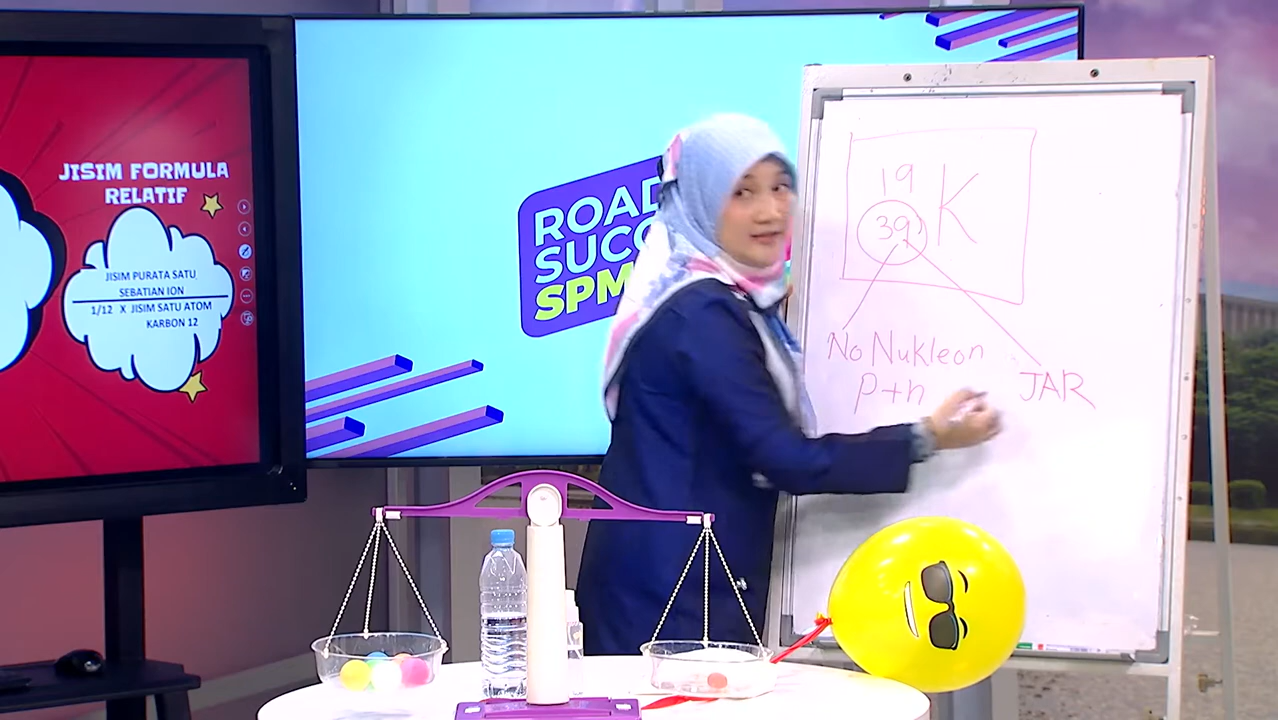 JISIM FORMULA
RELATIF
JISIM PURATA SATU
SEBATIAN ION
1/12 X JISIM SATU ATOM
KARBON 12
ROAD
SPM
19
39
K
No Nukleon
p+n
JAR